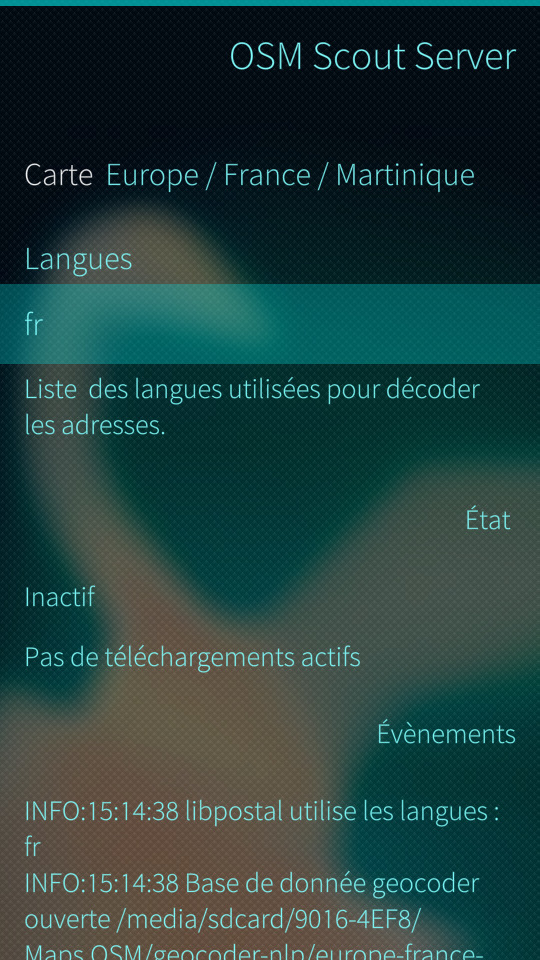 OSM Scout Server
Carte Europe / France / Martinique
Langues
fr
Liste des langues utilisées pour décoder
les adresses.
État
Inactif
Pas de téléchargements actifs
Évènements
INFO:15:14:38 libpostal utilise les langues :
fr
INFO:15:14:38 Base de donnée geocoder
ouverte /media/sdcard/9016-4EF8/
Maps.OSM/geocoder-nlp/europe-france-